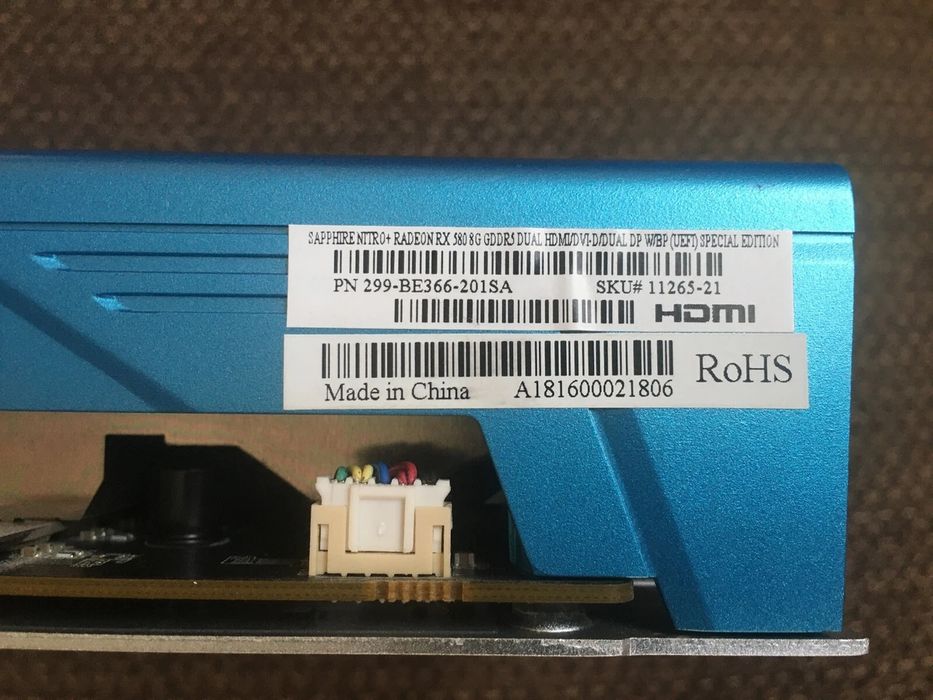 SAPPHIRE NITRO+ RADEON RX 580 8G GDDR5 DUAL HDMI/DVI-D/DUAL DP W/BP (UEFI) SPECIAL EDITION
PN 299-BE366-201SA SKU# 11265-21
HDMI
RoHS
Made in China A181600021806